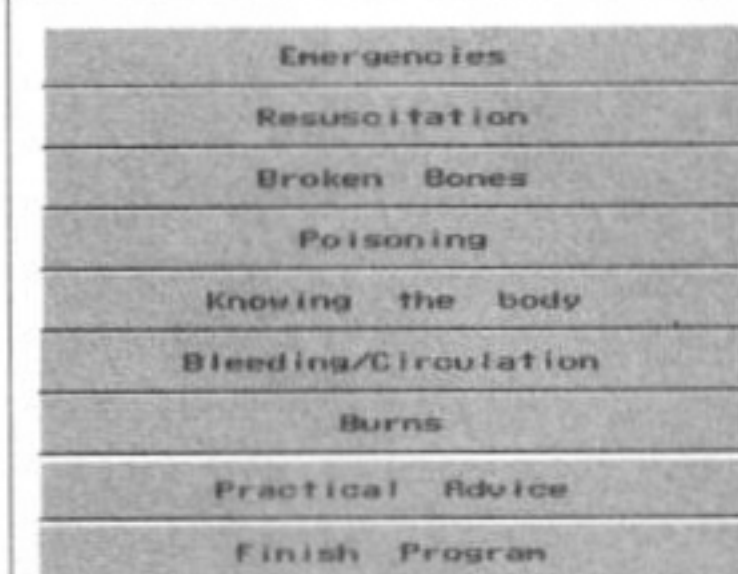 Emergencies
Resuscitation
Broken Bones
Poisoning
Knowing the body
Bleeding/Circulation
Burns
Practical Advice
Finish Program